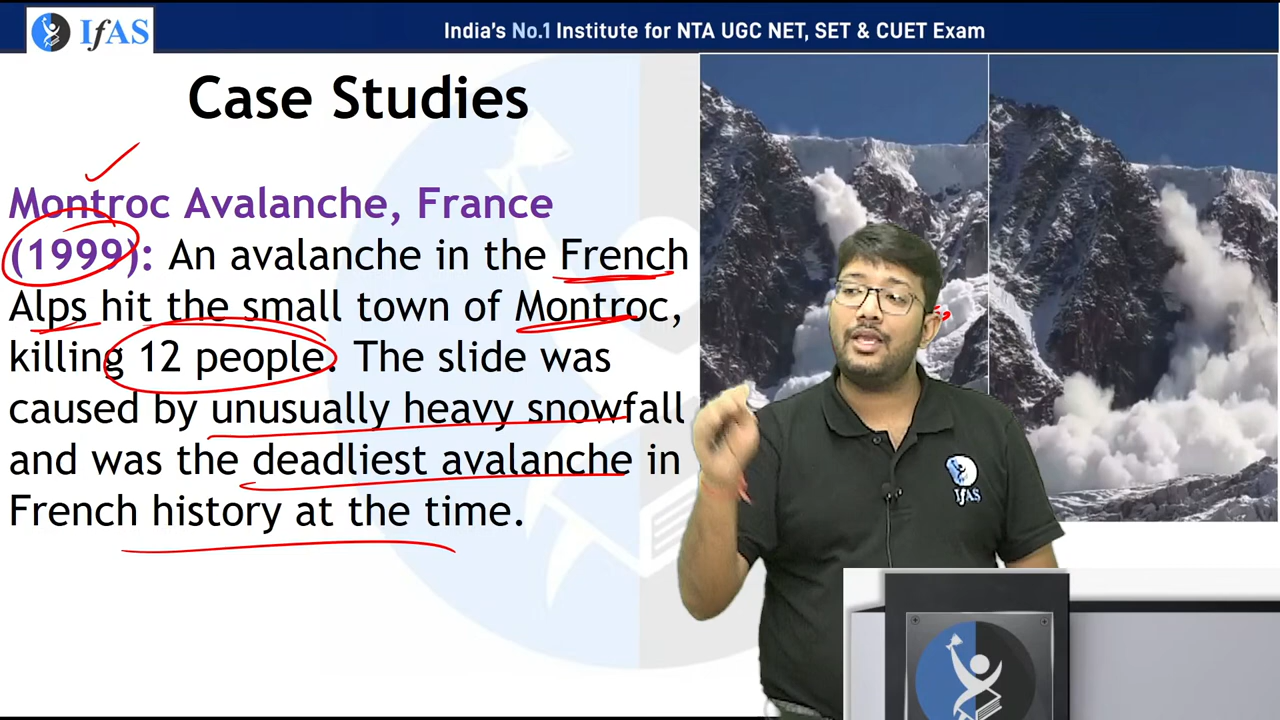 IfAS
India's No.1 Institute for NTA UGC NET, SET & CUET Exam
Case Studies
Montroc Avalanche, France
(1999): An avalanche in the French
Alps hit the small town of Montroc,
killing 12 people. The slide was
caused by unusually heavy snowfall
and was the deadliest avalanche in
French history at the time.
IfAS